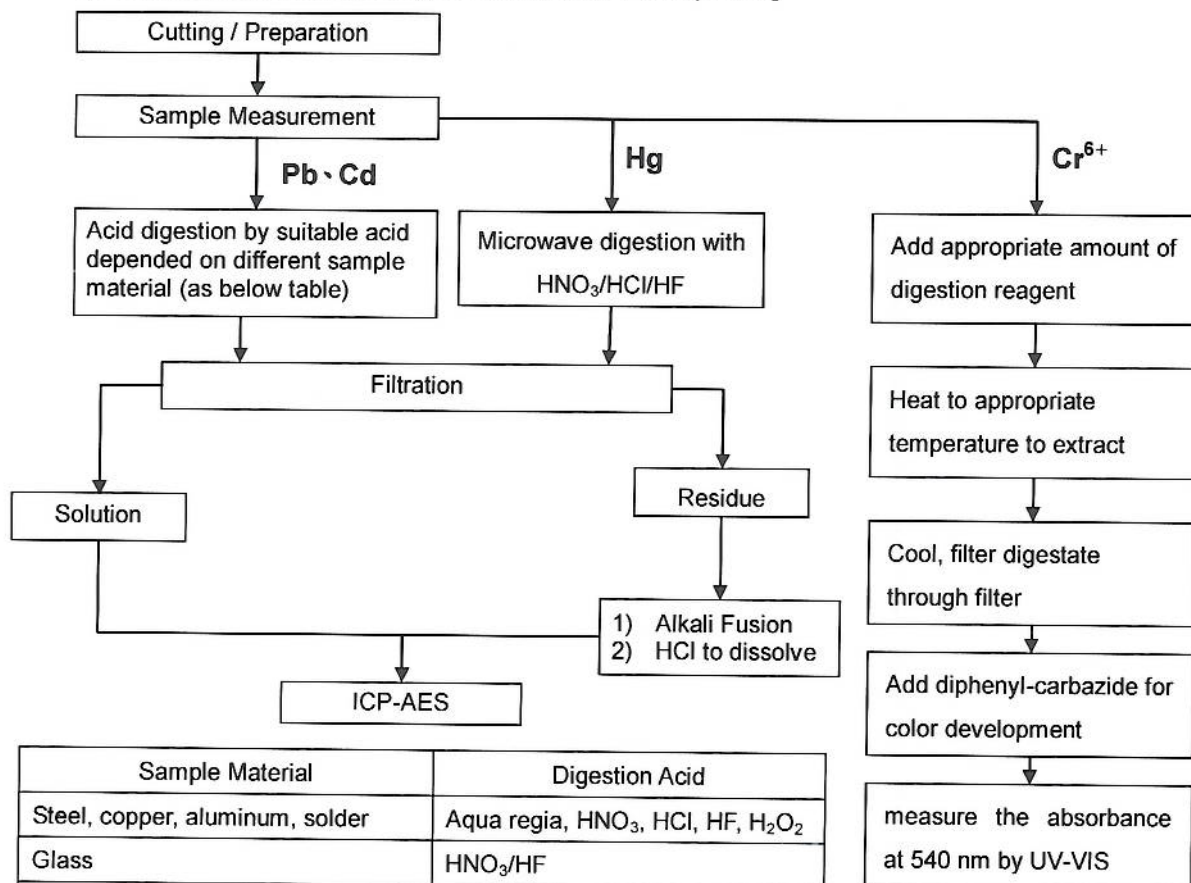 Cutting / Preparation
Sample Measurement
Pb、Cd
Hg
Cr⁶⁺
Acid digestion by suitable acid
depended on different sample
material (as below table)
Microwave digestion with
HNO₃/HCl/HF
Add appropriate amount of
digestion reagent
Filtration
Heat to appropriate
temperature to extract
Solution
Residue
Cool, filter digestate
through filter
1) Alkali Fusion
2) HCl to dissolve
ICP-AES
Add diphenyl-carbazide for
color development
Sample Material
Digestion Acid
Steel, copper, aluminum, solder
Aqua regia, HNO₃, HCl, HF, H₂O₂
Glass
HNO₃/HF
measure the absorbance
at 540 nm by UV-VIS